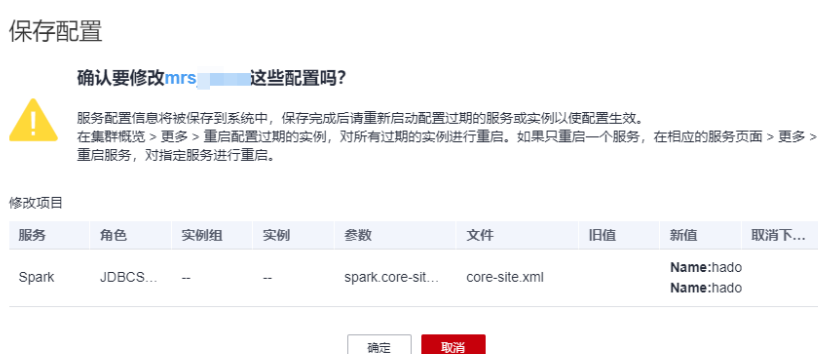 保存配置
确认要修改mrs_ 这些配置吗？
服务配置信息将被保存到系统中，保存完成后请重新启动配置过期的服务或实例以使配置生效。
在集群概览 > 更多 > 重启配置过期的实例，对所有过期的实例进行重启。如果只重启一个服务，在相应的服务页面 > 更多 >
重启服务，对指定服务进行重启。
修改项目
服务 角色 实例组 实例 参数 文件 旧值 新值 取消下...
Spark JDBCS... -- -- spark.core-sit... core-site.xml Name:hado
Name:hado
确定 取消